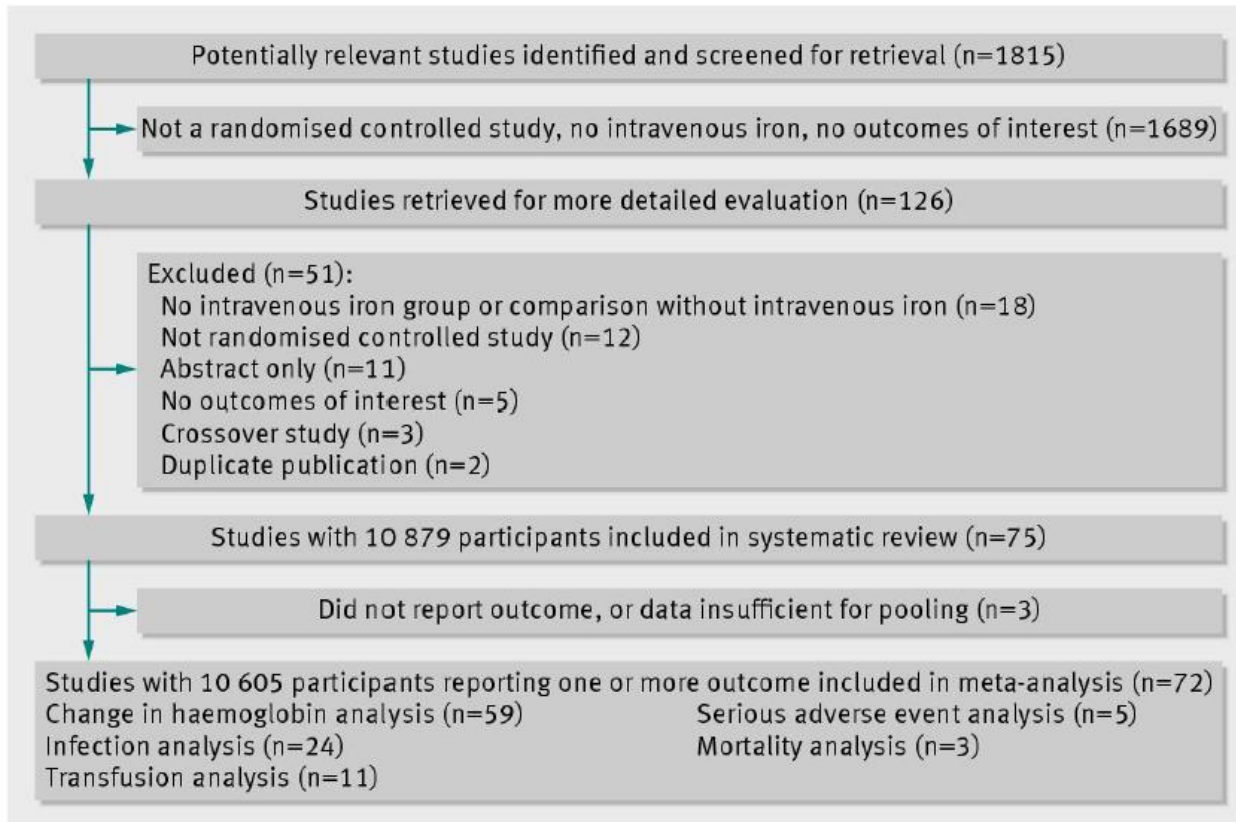 Potentially relevant studies identified and screened for retrieval (n=1815)
Not a randomised controlled study, no intravenous iron, no outcomes of interest (n=1689)
Studies retrieved for more detailed evaluation (n=126)
Excluded (n=51):
No intravenous iron group or comparison without intravenous iron (n=18)
Not randomised controlled study (n=12)
Abstract only (n=11)
No outcomes of interest (n=5)
Crossover study (n=3)
Duplicate publication (n=2)
Studies with 10 879 participants included in systematic review (n=75)
Did not report outcome, or data insufficient for pooling (n=3)
Studies with 10 605 participants reporting one or more outcome included in meta-analysis (n=72)
Change in haemoglobin analysis (n=59)
Infection analysis (n=24)
Transfusion analysis (n=11)
Serious adverse event analysis (n=5)
Mortality analysis (n=3)